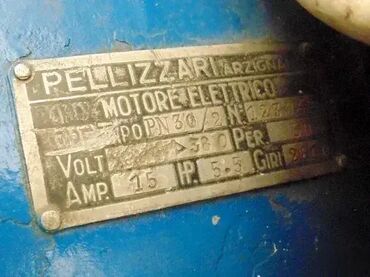 PELLIZZARI ARZIGNA
MOTORE ELETTRICO
PO PN 30/2 N.
VOLT 380 PER.
AMP. 15 HP. 5.5 GIRI